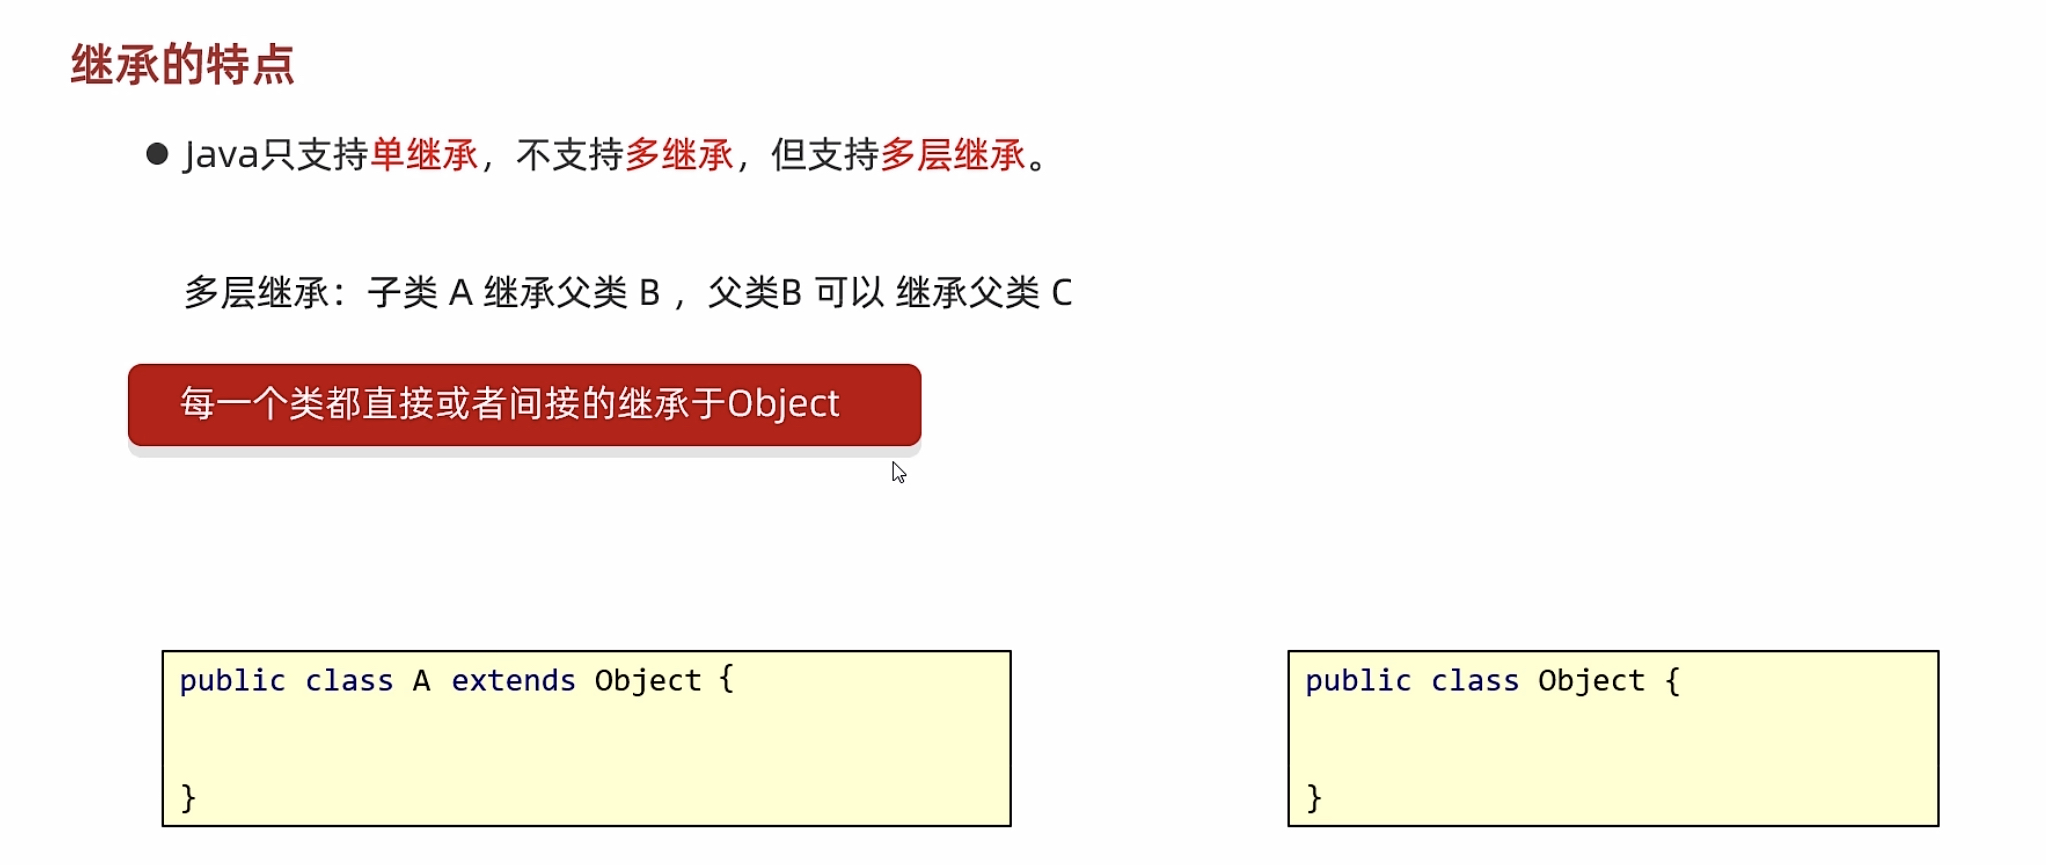 继承的特点
● Java只支持单继承，不支持多继承，但支持多层继承。
多层继承：子类 A 继承父类 B ，父类B 可以 继承父类 C
每一个类都直接或者间接的继承于Object
public class A extends Object {
}
public class Object {
}